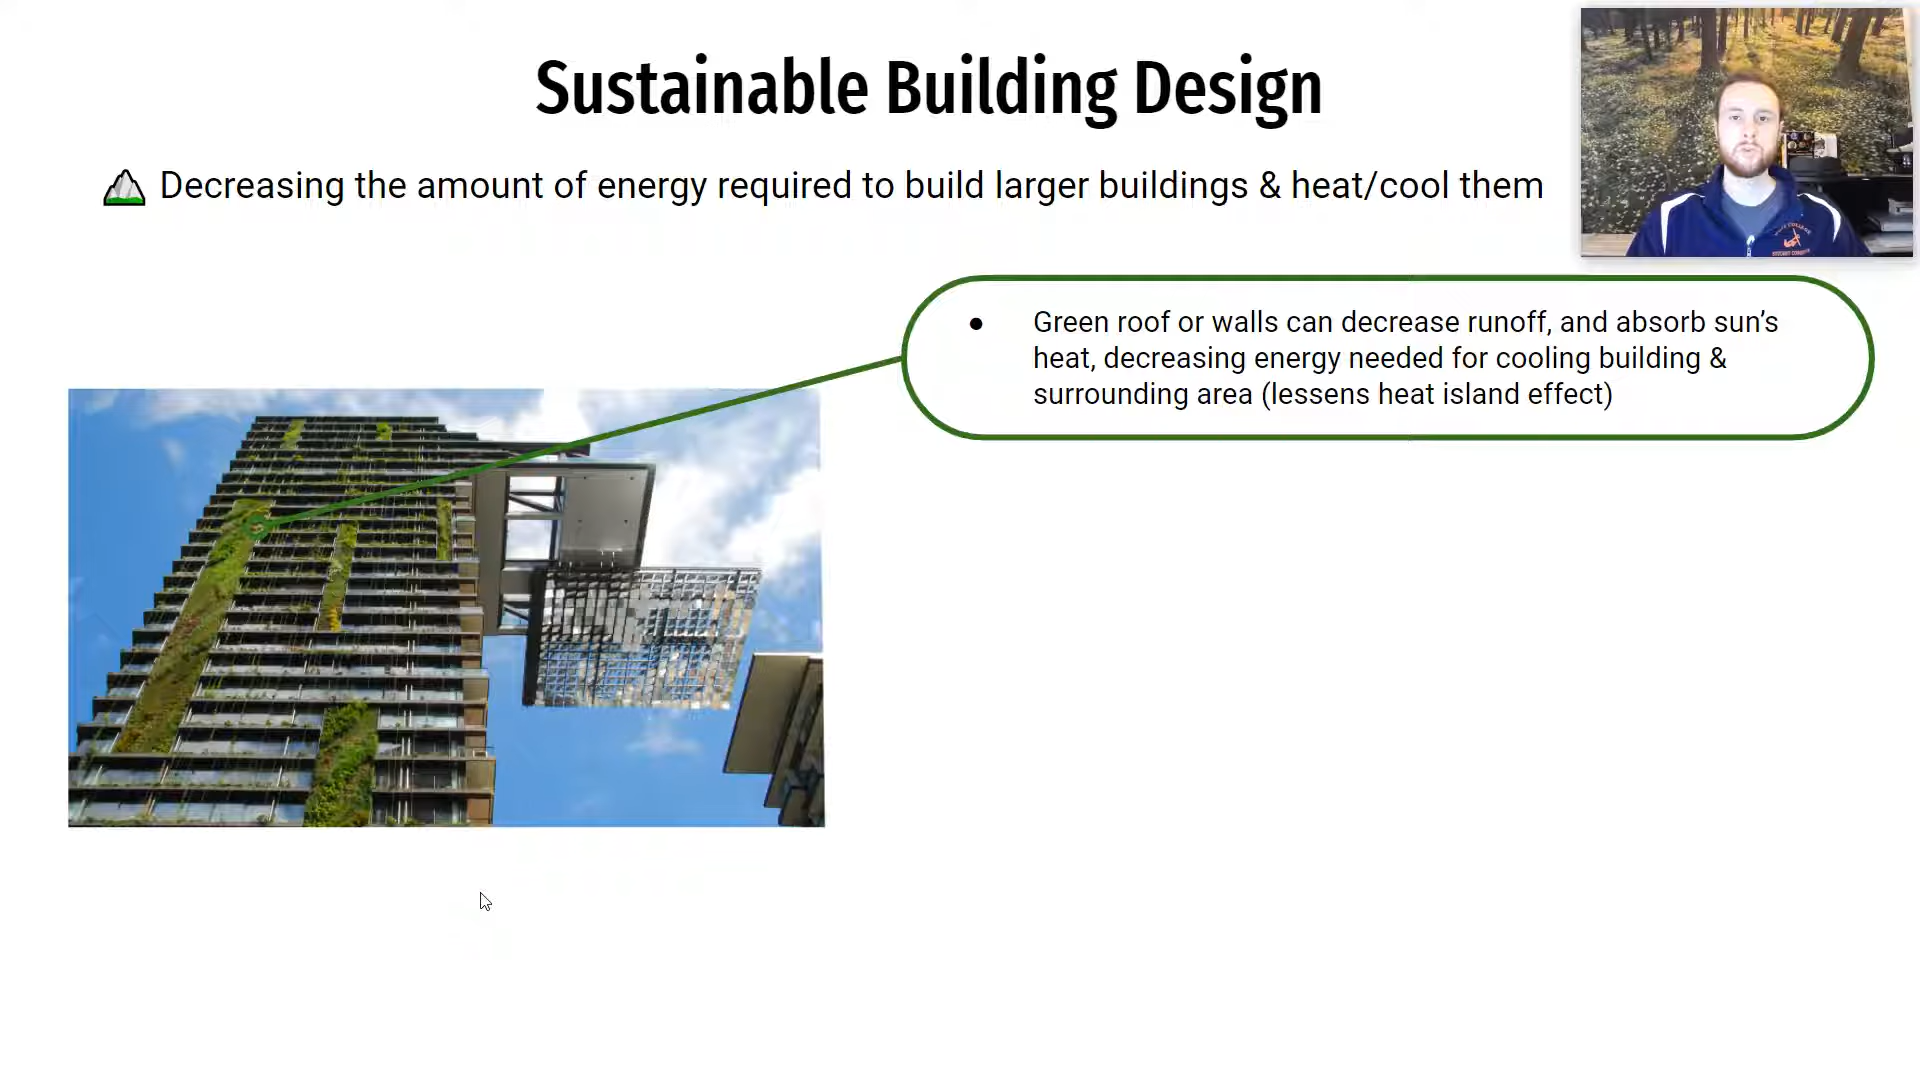 Sustainable Building Design
Decreasing the amount of energy required to build larger buildings & heat/cool them
● Green roof or walls can decrease runoff, and absorb sun’s
heat, decreasing energy needed for cooling building &
surrounding area (lessens heat island effect)